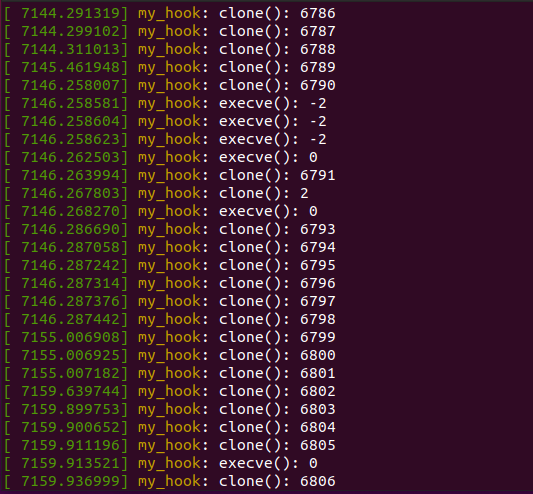 [ 7144.291319] my_hook: clone(): 6786
[ 7144.299102] my_hook: clone(): 6787
[ 7144.311013] my_hook: clone(): 6788
[ 7145.461948] my_hook: clone(): 6789
[ 7146.258007] my_hook: clone(): 6790
[ 7146.258581] my_hook: execve(): -2
[ 7146.258604] my_hook: execve(): -2
[ 7146.258623] my_hook: execve(): -2
[ 7146.262503] my_hook: execve(): 0
[ 7146.263994] my_hook: clone(): 6791
[ 7146.267803] my_hook: clone(): 2
[ 7146.268270] my_hook: execve(): 0
[ 7146.286690] my_hook: clone(): 6793
[ 7146.287058] my_hook: clone(): 6794
[ 7146.287242] my_hook: clone(): 6795
[ 7146.287314] my_hook: clone(): 6796
[ 7146.287376] my_hook: clone(): 6797
[ 7146.287442] my_hook: clone(): 6798
[ 7155.006908] my_hook: clone(): 6799
[ 7155.006925] my_hook: clone(): 6800
[ 7155.007182] my_hook: clone(): 6801
[ 7159.639744] my_hook: clone(): 6802
[ 7159.899753] my_hook: clone(): 6803
[ 7159.900652] my_hook: clone(): 6804
[ 7159.911196] my_hook: clone(): 6805
[ 7159.913521] my_hook: execve(): 0
[ 7159.936999] my_hook: clone(): 6806